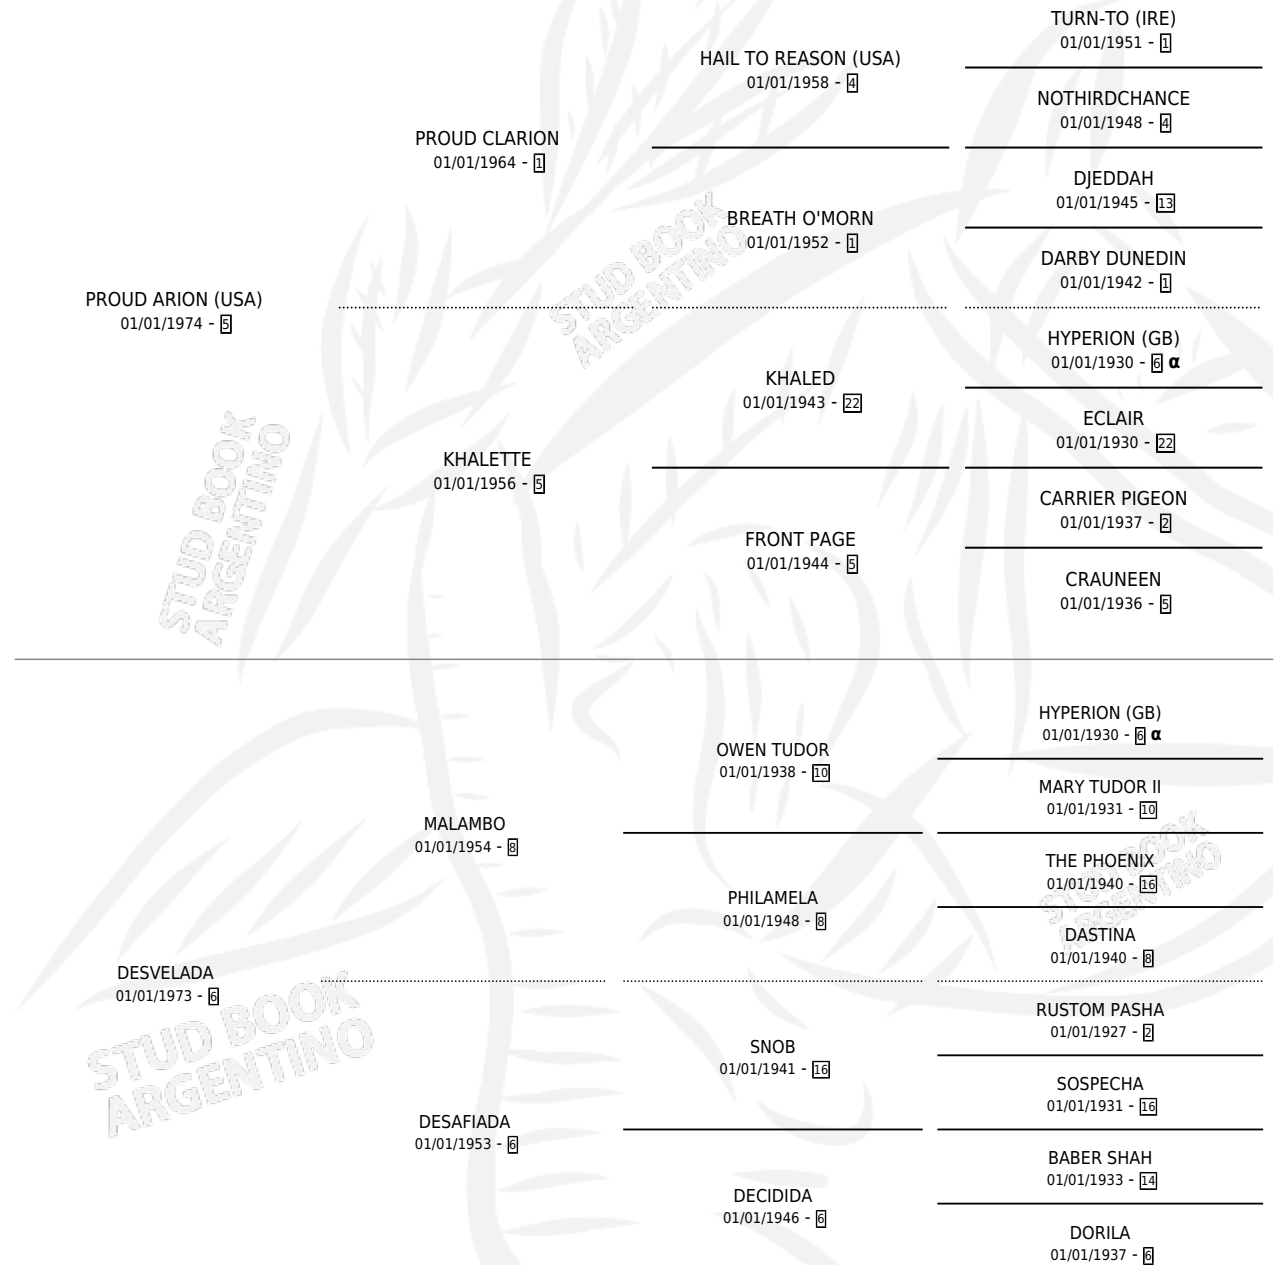 PROUD ARION (USA)
01/01/1974 - 5
PROUD CLARION
01/01/1964 - 1
HAIL TO REASON (USA)
01/01/1958 - 4
TURN-TO (IRE)
01/01/1951 - 1
NOTHIRDCHANCE
01/01/1948 - 4
BREATH O'MORN
01/01/1952 - 1
DJEDDAH
01/01/1945 - 13
DARBY DUNEDIN
01/01/1942 - 1
KHALETTE
01/01/1956 - 5
KHALED
01/01/1943 - 22
HYPERION (GB)
01/01/1930 - 6 α
ECLAIR
01/01/1930 - 22
FRONT PAGE
01/01/1944 - 5
CARRIER PIGEON
01/01/1937 - 2
CRAUNEEN
01/01/1936 - 5
STUD BOOK
ARGENTINO
STUD BOOK
ARGENTINO
DESVELADA
01/01/1973 - 6
MALAMBO
01/01/1954 - 8
OWEN TUDOR
01/01/1938 - 10
HYPERION (GB)
01/01/1930 - 6 α
MARY TUDOR II
01/01/1931 - 10
PHILAMELA
01/01/1948 - 8
THE PHOENIX
01/01/1940 - 16
DASTINA
01/01/1940 - 8
DESAFIADA
01/01/1953 - 6
SNOB
01/01/1941 - 16
RUSTOM PASHA
01/01/1927 - 2
SOSPECHA
01/01/1931 - 16
DECIDIDA
01/01/1946 - 6
BABER SHAH
01/01/1933 - 14
DORILA
01/01/1937 - 6
STUD BOOK
ARGENTINO
STUD BOOK
ARGENTINO